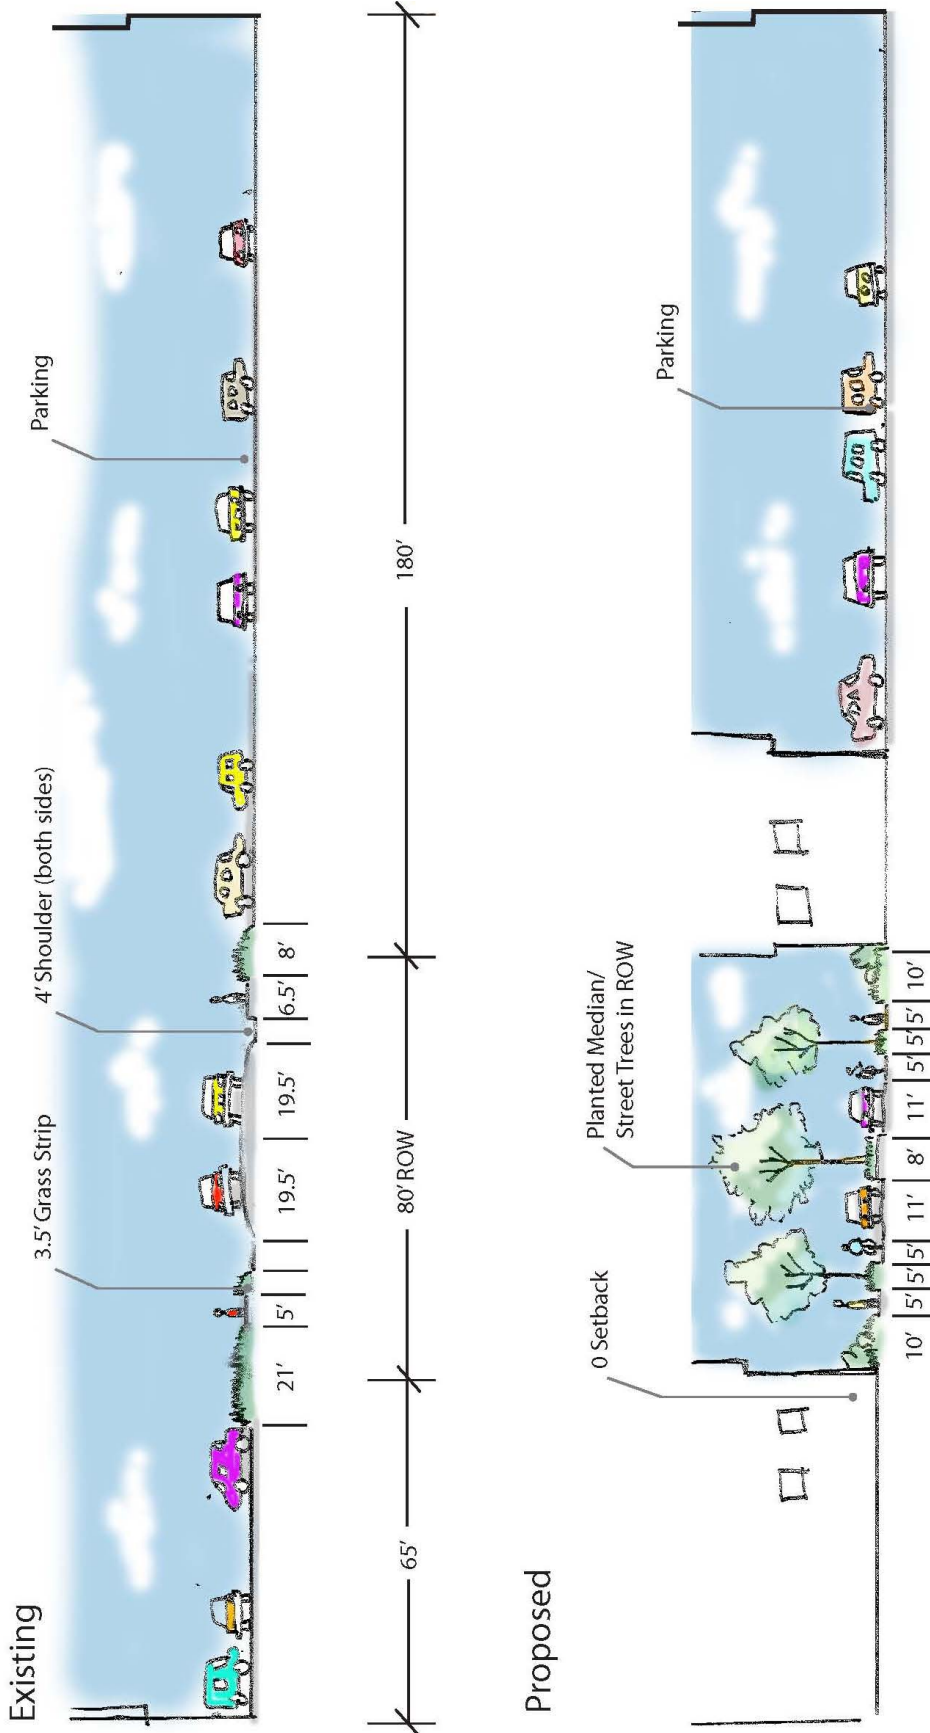 Existing
3.5' Grass Strip
4' Shoulder (both sides)
Parking
21'
5'
19.5'
19.5'
6.5'
8'
65'
80' ROW
180'
Proposed
0 Setback
Planted Median/
Street Trees in ROW
Parking
10'
5'
5'
5'
11'
8'
11'
5'
5'
5'
10'